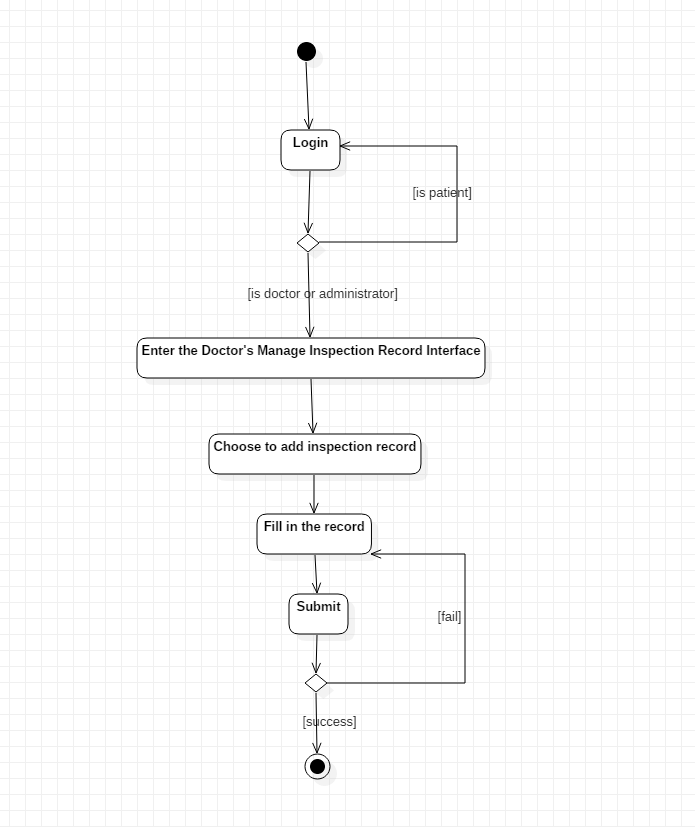 Login
[is patient]
[is doctor or administrator]
Enter the Doctor's Manage Inspection Record Interface
Choose to add inspection record
Fill in the record
Submit
[fail]
[success]